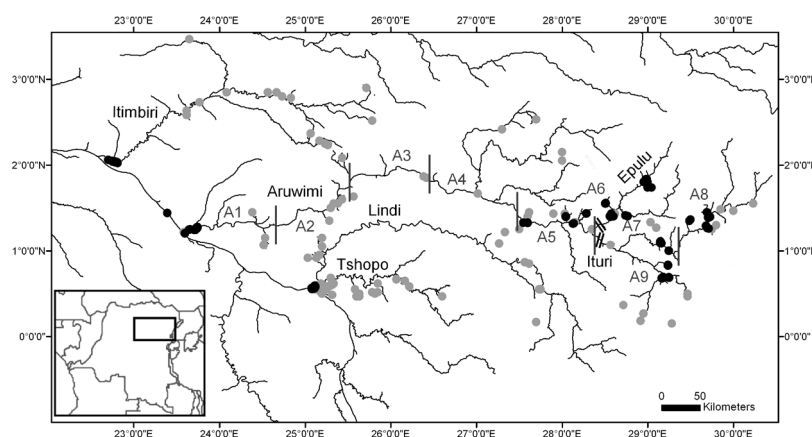 23°0'0"E 24°0'0"E 25°0'0"E 26°0'0"E 27°0'0"E 28°0'0"E 29°0'0"E 30°0'0"E
3°0'0"N 3°0'0"N
Itimbiri
A3
2°0'0"N 2°0'0"N
A4 Epulu
Aruwimi A6 A8
A1 A2 Lindi A7
A5
1°0'0"N 1°0'0"N
Ituri
Tshopo A9
0°0'0" 0°0'0"
0 50
Kilometers
23°0'0"E 24°0'0"E 25°0'0"E 26°0'0"E 27°0'0"E 28°0'0"E 29°0'0"E 30°0'0"E